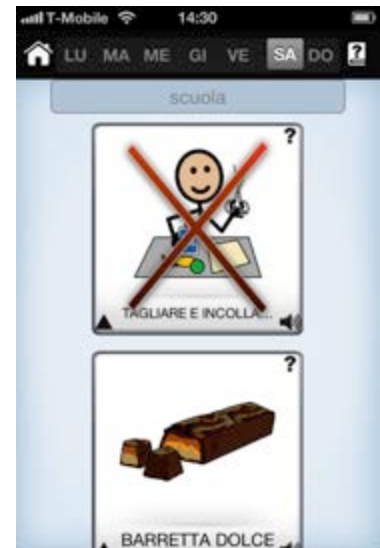 T-Mobile 14:30
LU MA ME GI VE SA DO ?
scuola
?
TAGLIARE E INCOLLA...
?
BARRETTA DOLCE